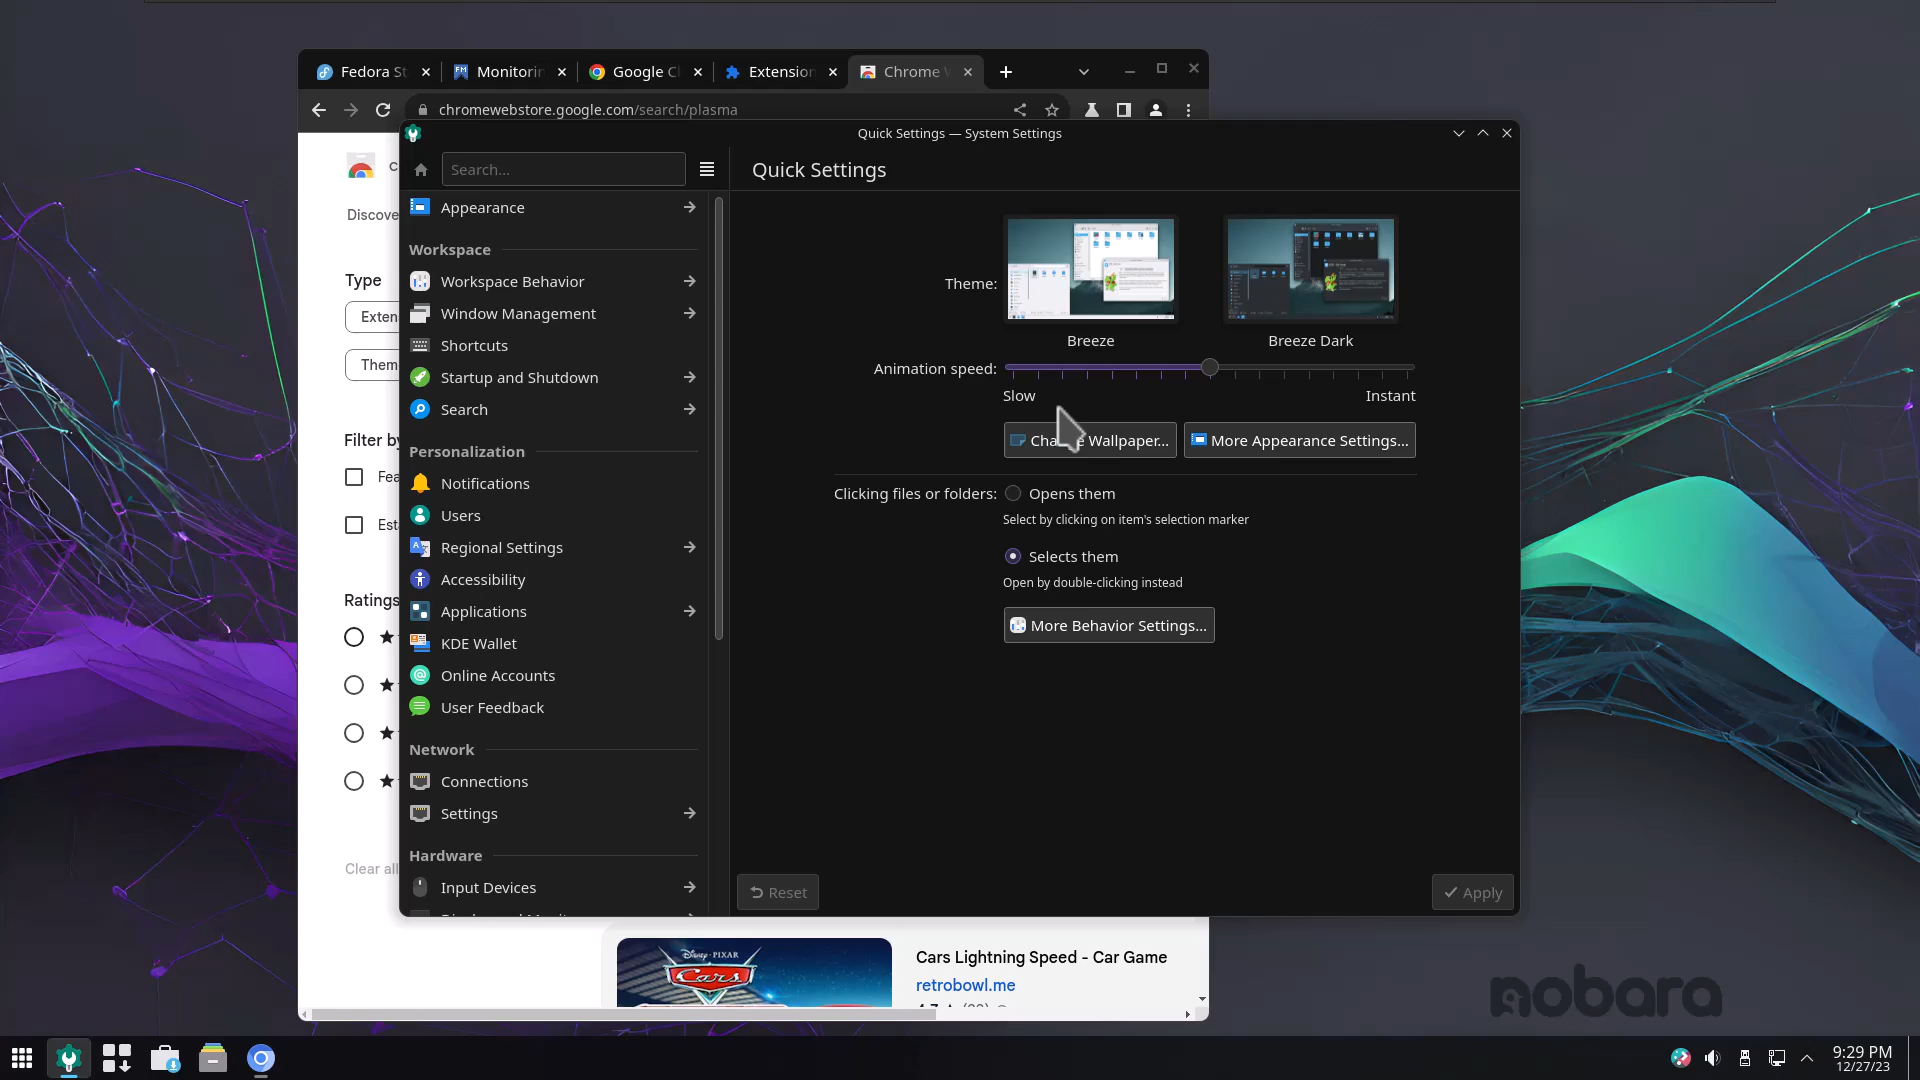 Fedora St
Monitorin
Google Ch
Extension
Chrome W
chromewebstore.google.com/search/plasma
Quick Settings — System Settings
Search...
Quick Settings
Discove
Type
Exten
Them
Filter by
Fea
Est
Ratings
Clear all
Appearance
Workspace
Workspace Behavior
Window Management
Shortcuts
Startup and Shutdown
Search
Personalization
Notifications
Users
Regional Settings
Accessibility
Applications
KDE Wallet
Online Accounts
User Feedback
Network
Connections
Settings
Hardware
Input Devices
Theme:
Breeze
Breeze Dark
Animation speed:
Slow
Instant
Wallpaper...
More Appearance Settings...
Clicking files or folders:
Opens them
Select by clicking on item's selection marker
Selects them
Open by double-clicking instead
More Behavior Settings...
Reset
Apply
Disney·PIXAR
Cars
Cars Lightning Speed - Car Game
retrobowl.me
nobara
9:29 PM
12/27/23